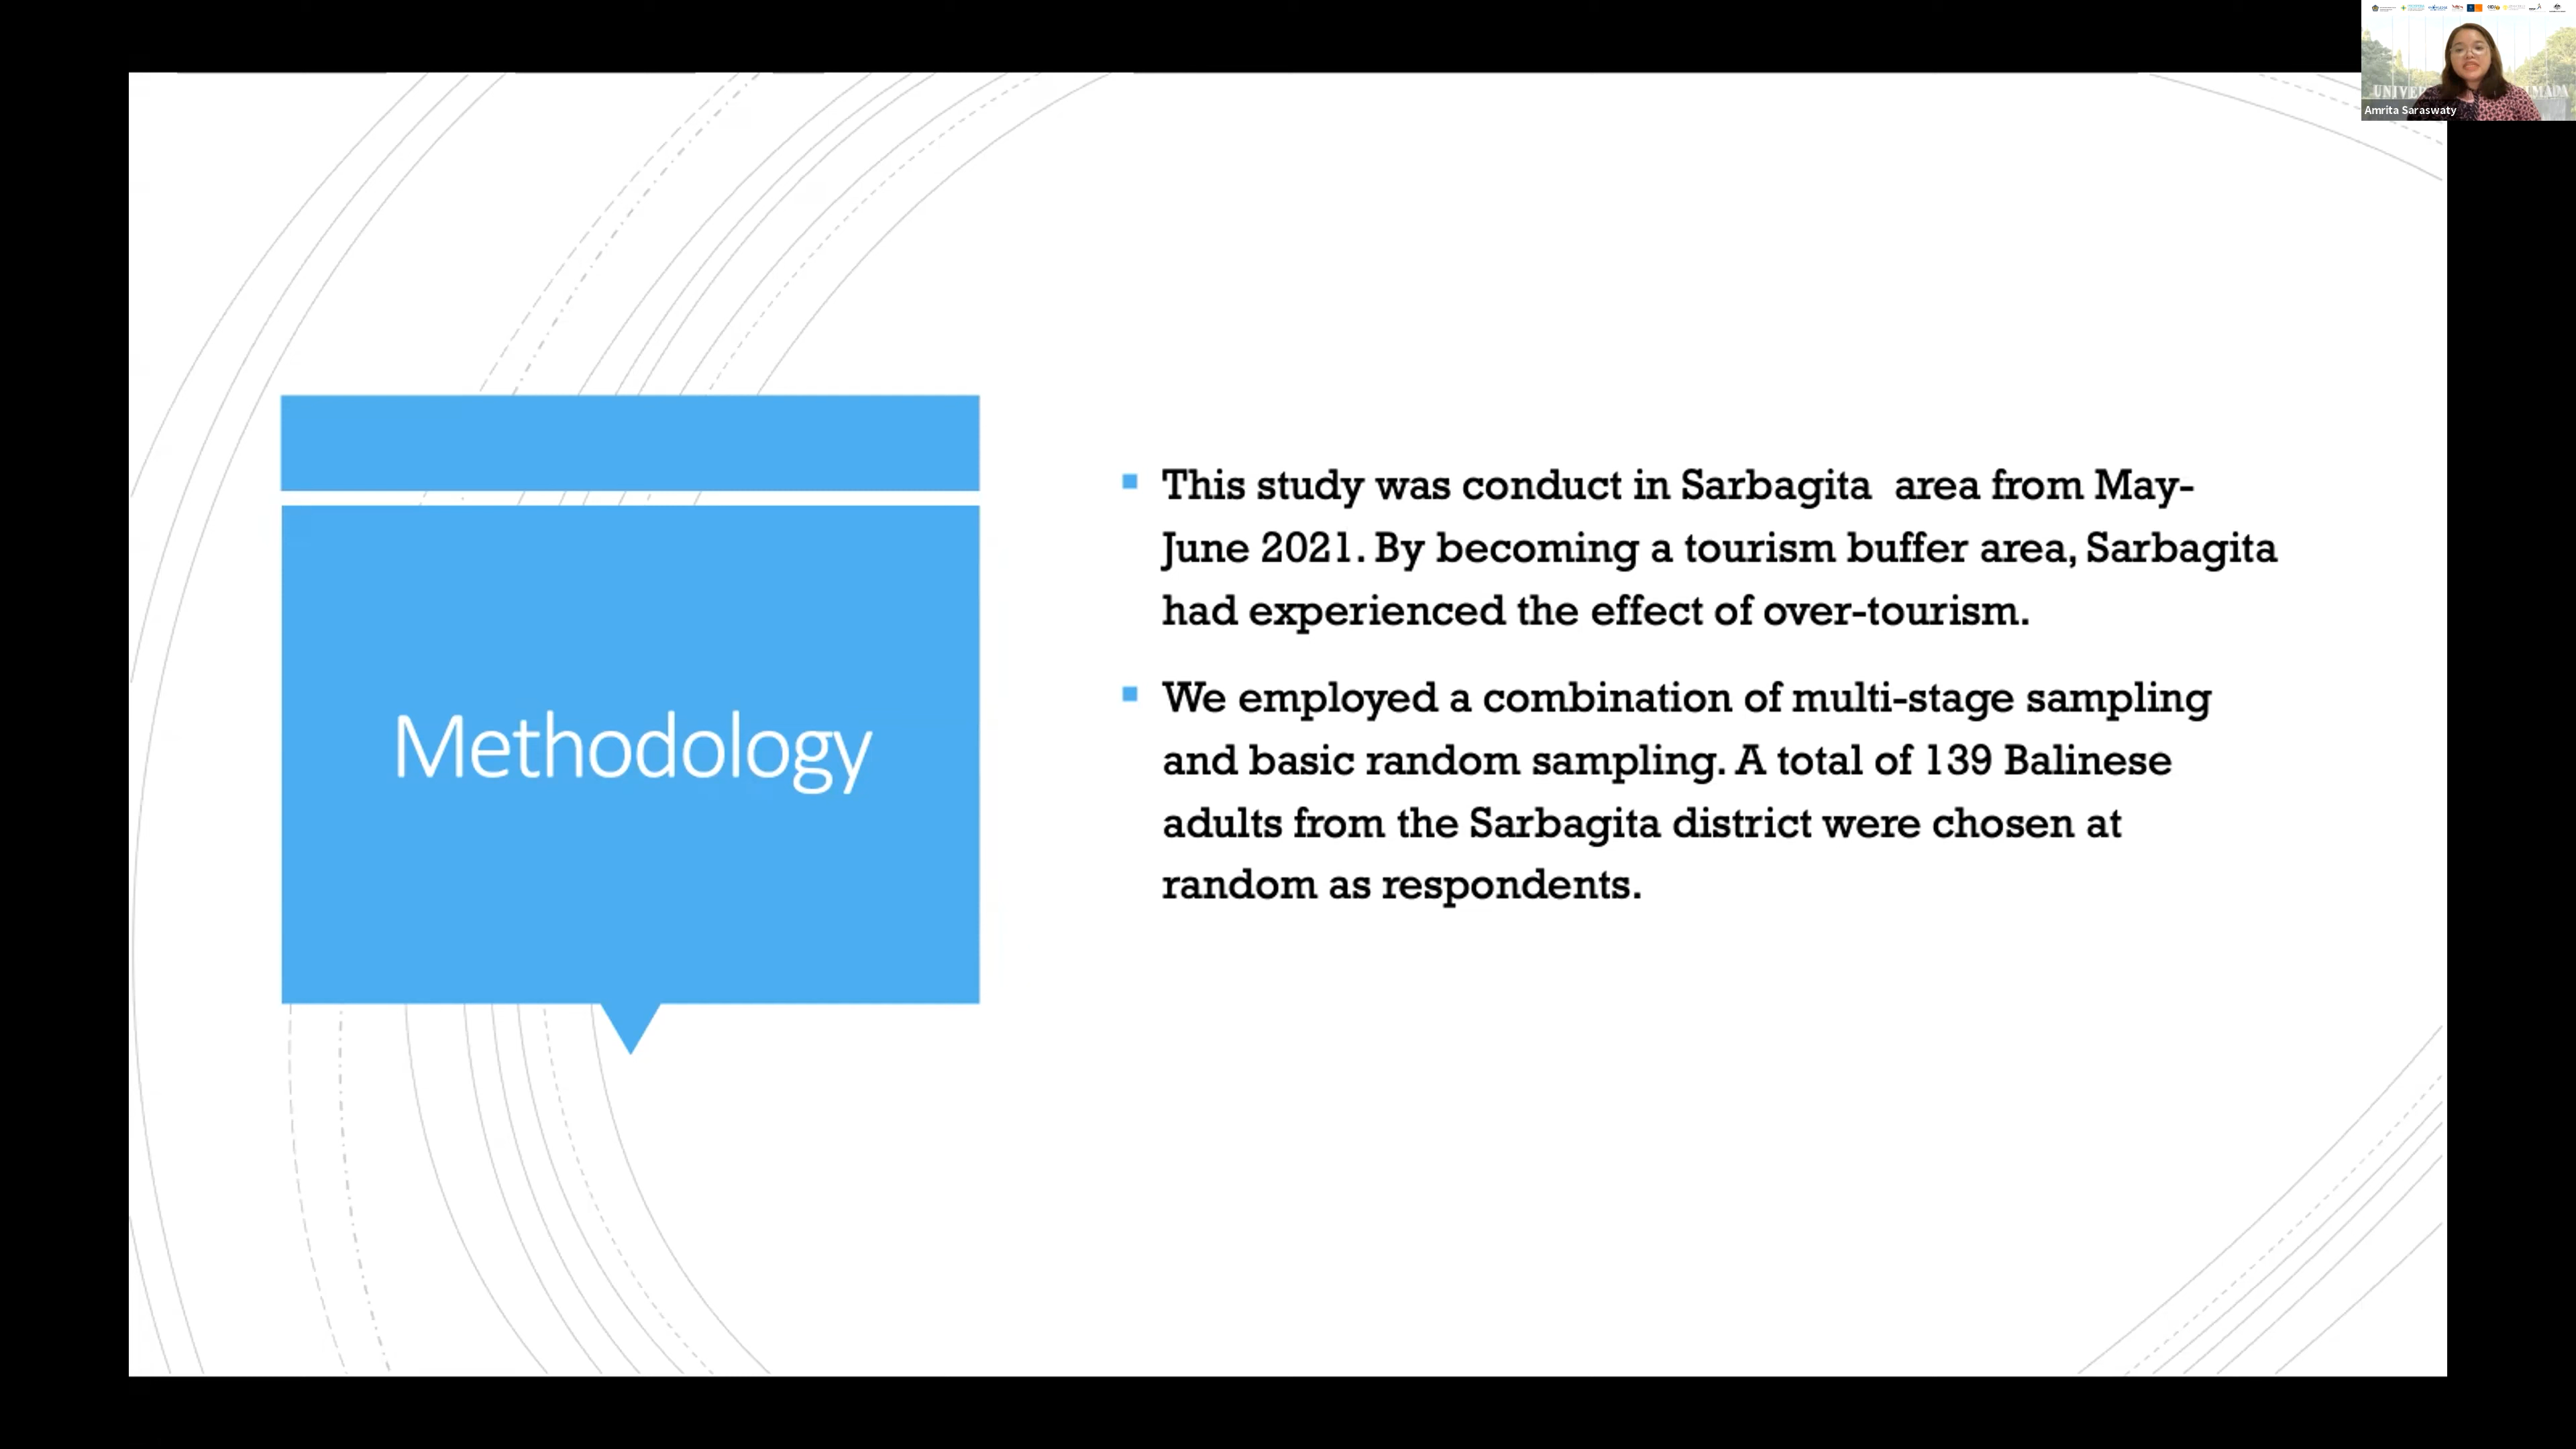 UNIVER MADA
Amrita Saraswaty
Methodology
This study was conduct in Sarbagita area from May-
June 2021. By becoming a tourism buffer area, Sarbagita
had experienced the effect of over-tourism.
We employed a combination of multi-stage sampling
and basic random sampling. A total of 139 Balinese
adults from the Sarbagita district were chosen at
random as respondents.